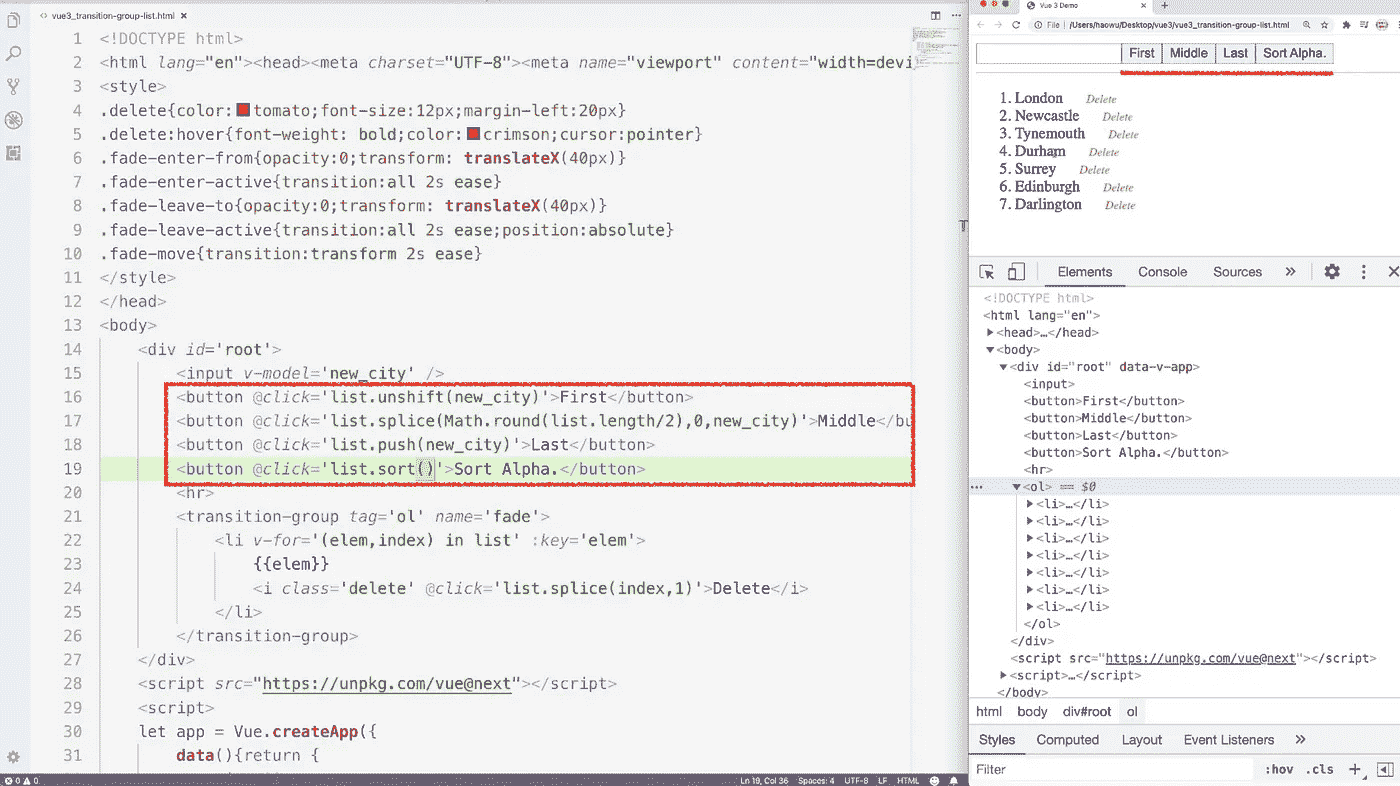 vue3_transition-group-list.html ×
1 <!DOCTYPE html>
2 <html lang="en"><head><meta charset="UTF-8"><meta name="viewport" content="width=devi
3 <style>
4 .delete{color: tomato;font-size:12px;margin-left:20px}
5 .delete:hover{font-weight: bold;color: crimson;cursor:pointer}
6 .fade-enter-from{opacity:0;transform: translateX(40px)}
7 .fade-enter-active{transition:all 2s ease}
8 .fade-leave-to{opacity:0;transform: translateX(40px)}
9 .fade-leave-active{transition:all 2s ease;position:absolute}
10 .fade-move{transition:transform 2s ease}
11 </style>
12 </head>
13 <body>
14 <div id='root'>
15 <input v-model='new_city' />
16 <button @click='list.unshift(new_city)'>First</button>
17 <button @click='list.splice(Math.round(list.length/2),0,new_city)'>Middle</bu
18 <button @click='list.push(new_city)'>Last</button>
19 <button @click='list.sort()'>Sort Alpha.</button>
20 <hr>
21 <transition-group tag='ol' name='fade'>
22 <li v-for='(elem,index) in list' :key='elem'>
23 {{elem}}
24 <i class='delete' @click='list.splice(index,1)'>Delete</i>
25 </li>
26 </transition-group>
27 </div>
28 <script src="https://unpkg.com/vue@next"></script>
29 <script>
30 let app = Vue.createApp({
31 data(){return {
0 0 Ln 19, Col 36 Spaces: 4 UTF-8 LF HTML
Vue 3 Demo × +
File | /Users/haowu/Desktop/vue3/vue3_transition-group-list.html
First Middle Last Sort Alpha.
1. London Delete
2. Newcastle Delete
3. Tynemouth Delete
4. Durham Delete
5. Surrey Delete
6. Edinburgh Delete
7. Darlington Delete
Elements Console Sources »
<!DOCTYPE html>
<html lang="en">
<head>…</head>
<body>
<div id="root" data-v-app>
<input>
<button>First</button>
<button>Middle</button>
<button>Last</button>
<button>Sort Alpha.</button>
<hr>
<ol> == $0
<li>…</li>
<li>…</li>
<li>…</li>
<li>…</li>
<li>…</li>
<li>…</li>
<li>…</li>
</ol>
</div>
<script src="https://unpkg.com/vue@next"></script>
<script>…</script>
</body>
html body div#root ol
Styles Computed Layout Event Listeners »
Filter :hov .cls +